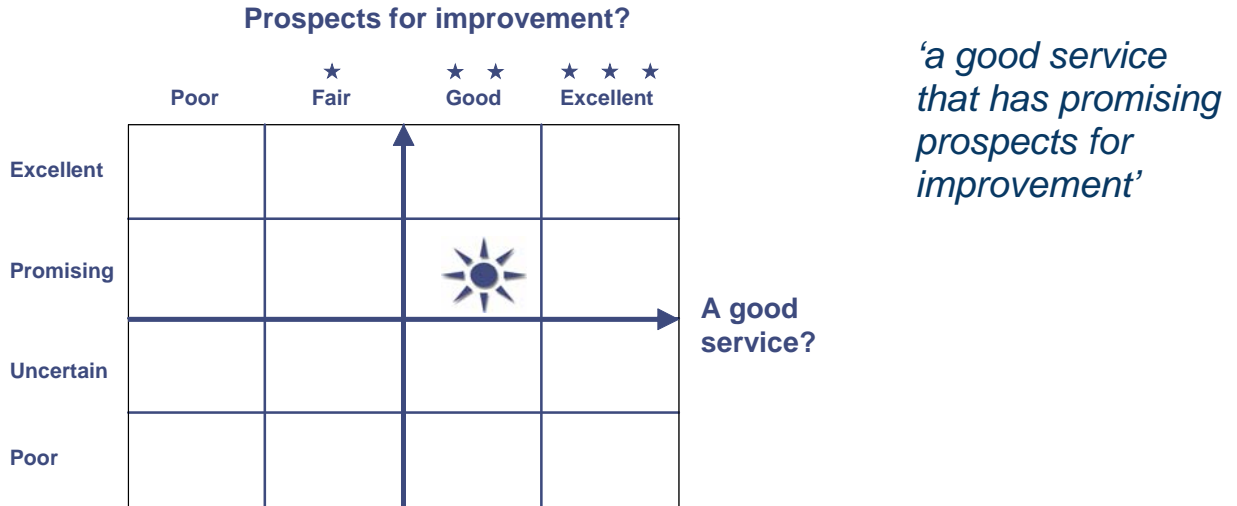 Prospects for improvement?
‘a good service
that has promising
prospects for
improvement’
★ ★ ★ ★ ★ ★
Poor Fair Good Excellent
Excellent
Promising
A good
service?
Uncertain
Poor